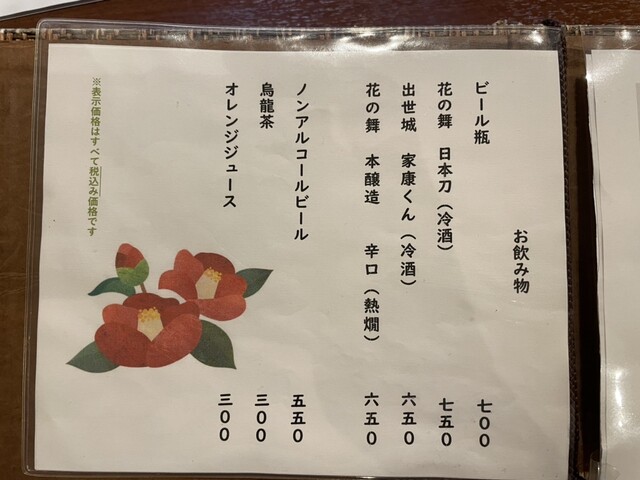 お飲み物
ビール瓶 七〇〇
花の舞 日本刀(冷酒) 七五〇
出世城 家康くん(冷酒) 六五〇
花の舞 本醸造 辛口(熱燗) 六五〇
ノンアルコールビール 五五〇
烏龍茶 三〇〇
オレンジジュース 三〇〇
※表示価格はすべて税込み価格です